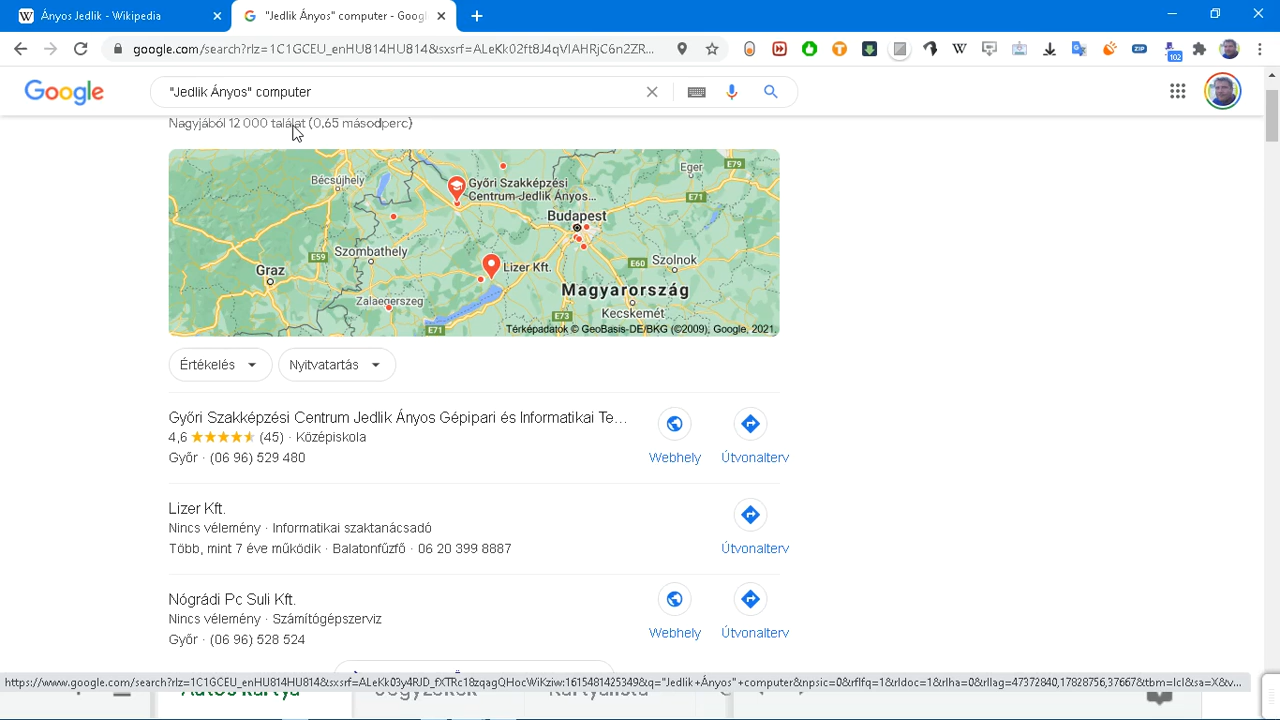 Ányos Jedlik - Wikipedia
"Jedlik Ányos" computer - Googl
google.com/search?rlz=1C1GCEU_enHU814HU814&sxsrf=ALeKk02ft8J4qVIAHRjC6n2ZR...
ZIP
102
Google
"Jedlik Ányos" computer
Nagyjából 12 000 találat (0,65 másodperc)
Bécsújhely
Győri Szakképzési
Centrum Jedlik Ányos...
Eger
E79
E71
Budapest
Szombathely
E59
Graz
Lizer Kft.
E60
Szolnok
Magyarország
Zalaegerszeg
Kecskemét
E71
E73
Térképadatok © GeoBasis-DE/BKG (©2009), Google, 2021.
Értékelés
Nyitvatartás
Győri Szakképzési Centrum Jedlik Ányos Gépipari és Informatikai Te...
4,6 (45) · Középiskola
Győr · (06 96) 529 480
Webhely
Útvonalterv
Lizer Kft.
Nincs vélemény · Informatikai szaktanácsadó
Több, mint 7 éve működik · Balatonfűzfő · 06 20 399 8887
Útvonalterv
Nógrádi Pc Suli Kft.
Nincs vélemény · Számítógépszerviz
Győr · (06 96) 528 524
Webhely
Útvonalterv
https://www.google.com/search?rlz=1C1GCEU_enHU814HU814&sxsrf=ALeKk03y4RJD_fXTRc18zqagQHocWiKziw:1615481425349&q="Jedlik+Ányos"+computer&npsic=0&rflfq=1&rldoc=1&rlha=0&rllag=47372840,17828756,37667&tbm=lcl&sa=X&v...